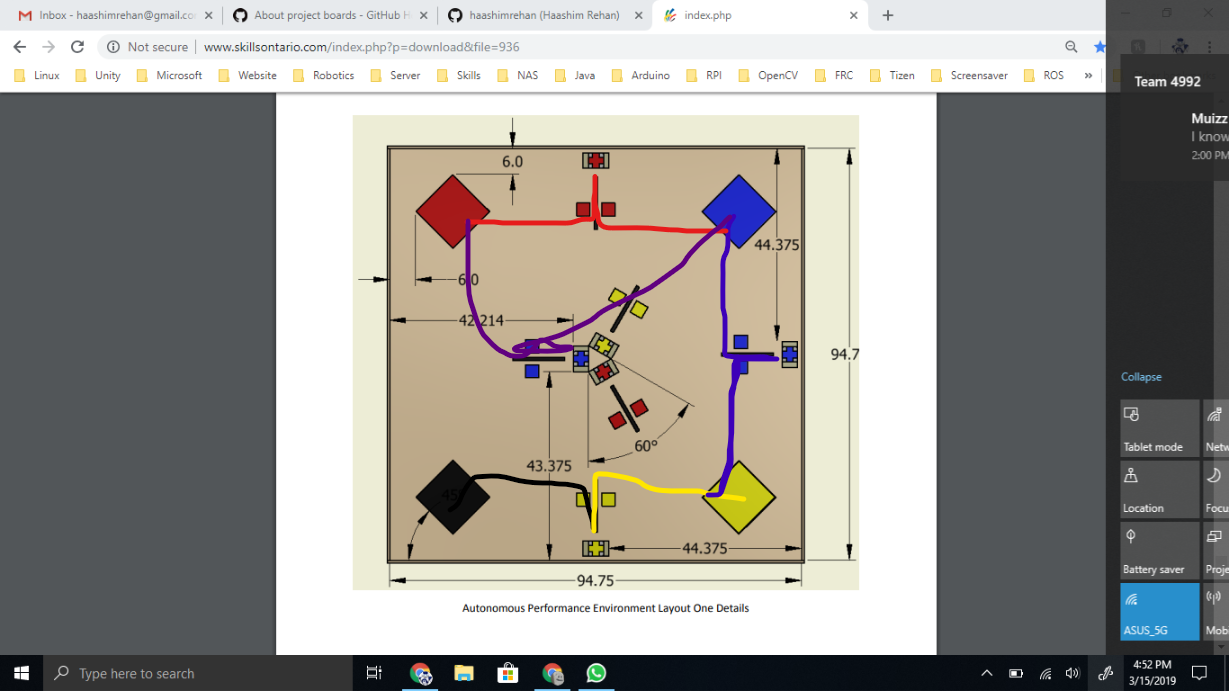 Inbox - haashimrehan@gmail.co
About project boards - GitHub H
haashimrehan (Haashim Rehan)
index.php
Not secure
www.skillsontario.com/index.php?p=download&file=936
Linux
Unity
Microsoft
Website
Robotics
Server
Skills
NAS
Java
Arduino
RPI
OpenCV
FRC
Tizen
Screensaver
ROS
»
Team 4992
Muizz
I know
2:00 PM
6.0
44.375
6.0
42.214
94.7
60°
43.375
45
44.375
94.75
Autonomous Performance Environment Layout One Details
Collapse
Tablet mode
Netw
Location
Focu
Battery saver
Proje
ASUS_5G
Mob
Type here to search
4:52 PM
3/15/2019